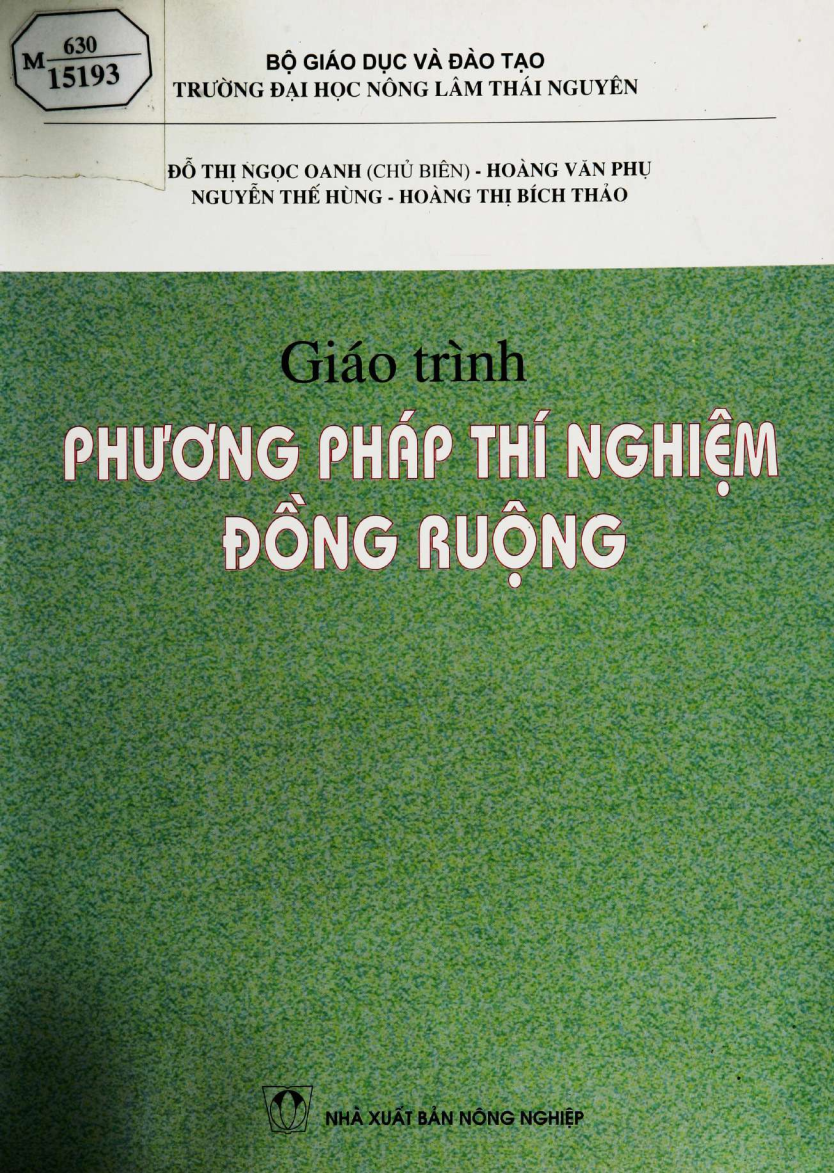 M 630
15193
BỘ GIÁO DỤC VÀ ĐÀO TẠO
TRƯỜNG ĐẠI HỌC NÔNG LÂM THÁI NGUYÊN
ĐỖ THỊ NGỌC OANH (CHỦ BIÊN) - HOÀNG VĂN PHỤ
NGUYỄN THẾ HÙNG - HOÀNG THỊ BÍCH THẢO
Giáo trình
PHƯƠNG PHÁP THÍ NGHIỆM
ĐỒNG RUỘNG
NHÀ XUẤT BẢN NÔNG NGHIỆP